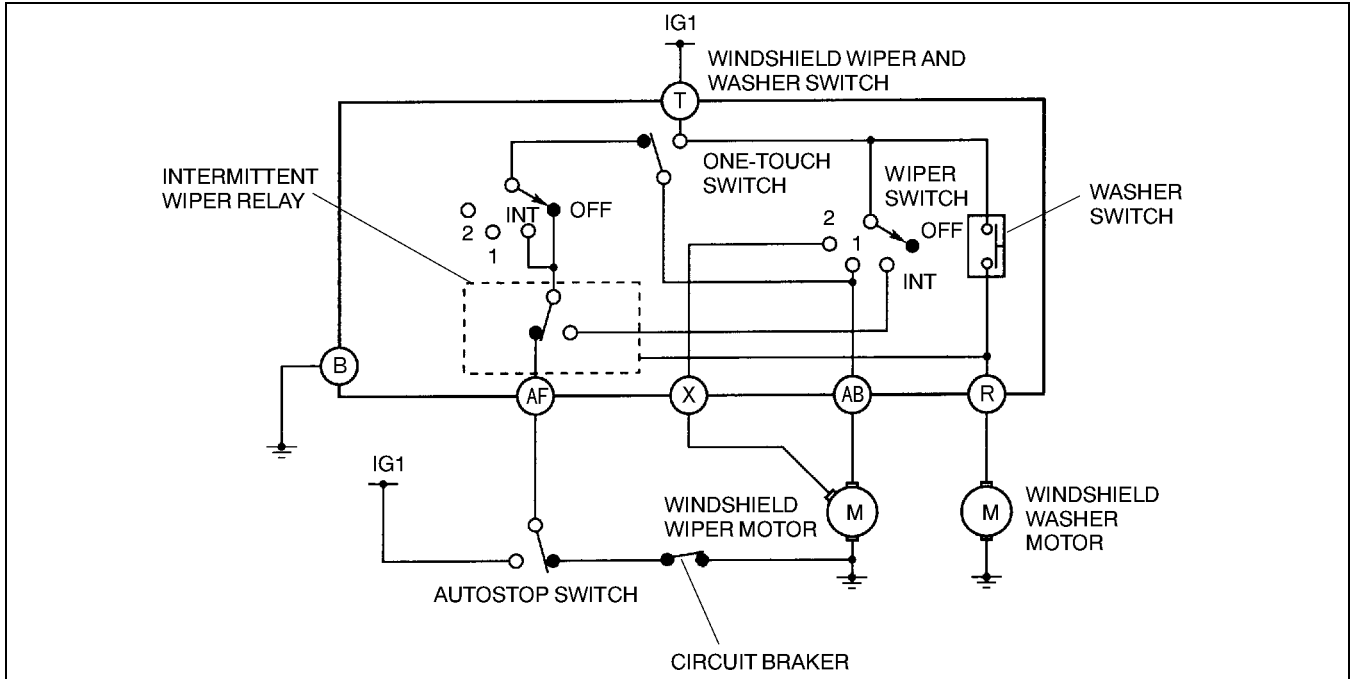 IG1
WINDSHIELD WIPER AND
WASHER SWITCH
T
ONE-TOUCH
SWITCH
INTERMITTENT
WIPER RELAY
WIPER
SWITCH
WASHER
SWITCH
INT
OFF
2
1
2
1
OFF
INT
B
AF
X
AB
R
IG1
WINDSHIELD
WIPER MOTOR
M
M
WINDSHIELD
WASHER
MOTOR
AUTOSTOP SWITCH
CIRCUIT BRAKER